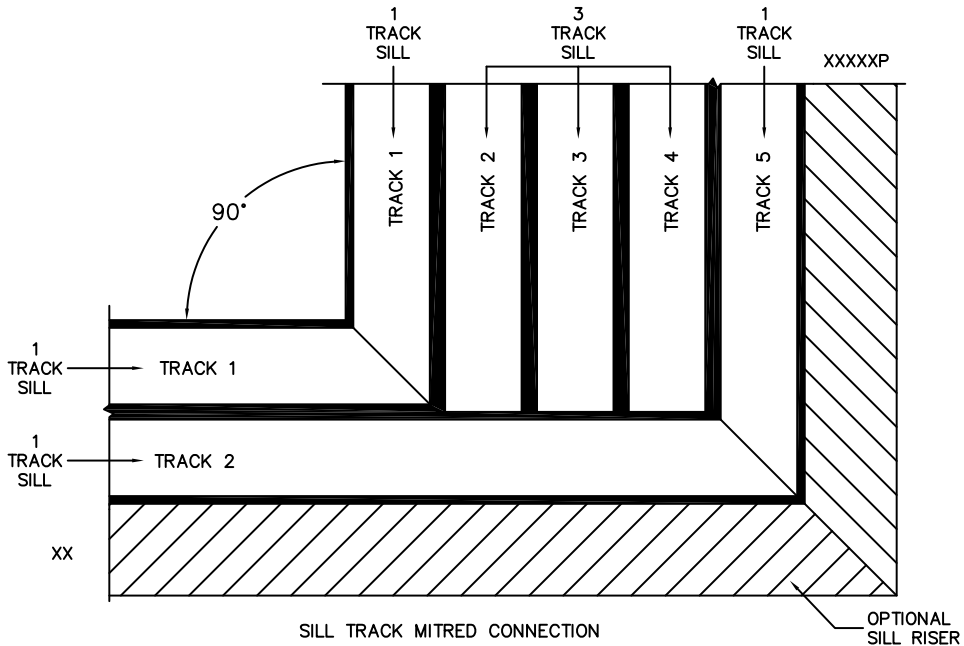 1
TRACK
SILL
3
TRACK
SILL
1
TRACK
SILL
XXXXXP
TRACK 1
TRACK 2
TRACK 3
TRACK 4
TRACK 5
90°
1
TRACK
SILL
TRACK 1
1
TRACK
SILL
TRACK 2
XX
SILL TRACK MITRED CONNECTION
OPTIONAL
SILL RISER